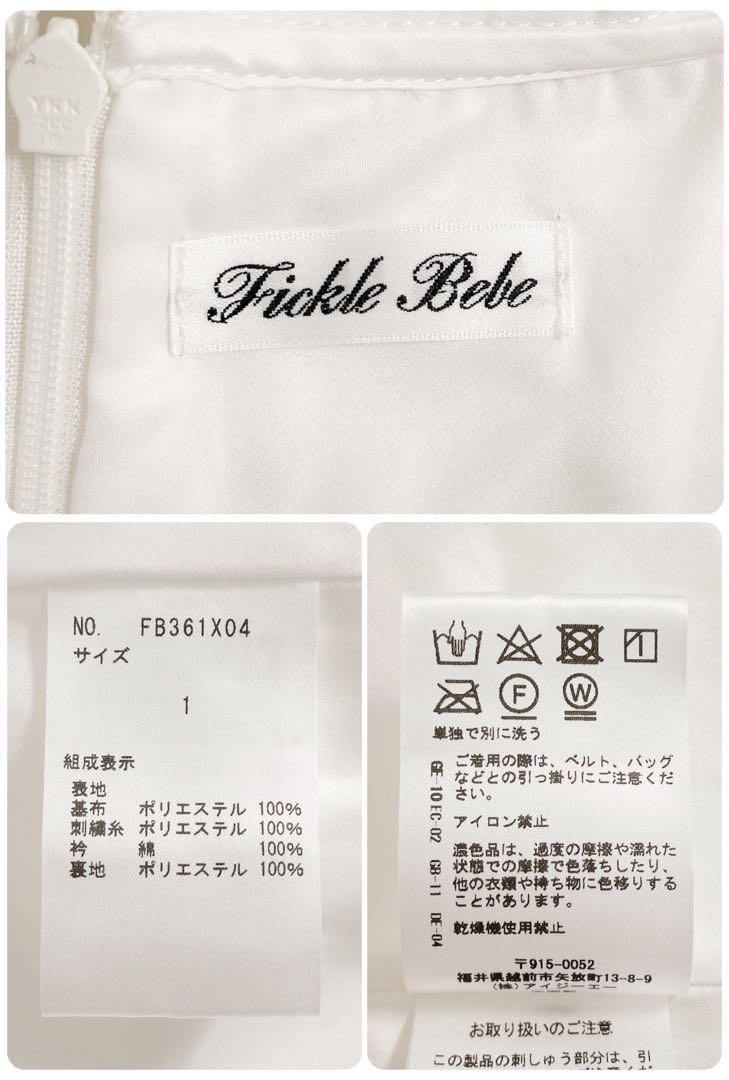 YKK
Fickle Bebe
NO. FB361X04
サイズ
1
組成表示
表地
基布 ポリエステル 100%
刺繍糸 ポリエステル 100%
衿 綿 100%
裏地 ポリエステル 100%
1
F
W
単独で別に洗う
ご着用の際は、ベルト、バッグ
などとの引っ掛りにご注意くだ
さい。
アイロン禁止
濃色品は、過度の摩擦や濡れた
状態での摩擦で色落ちしたり、
他の衣類や持ち物に色移りする
ことがあります。
乾燥機使用禁止
GE-10 EC-02 GB-11 DE-04
〒915-0052
福井県越前市矢放町13-8-9
(株)アイジーエー
お取り扱いのご注意
この製品の刺しゅう部分は、引